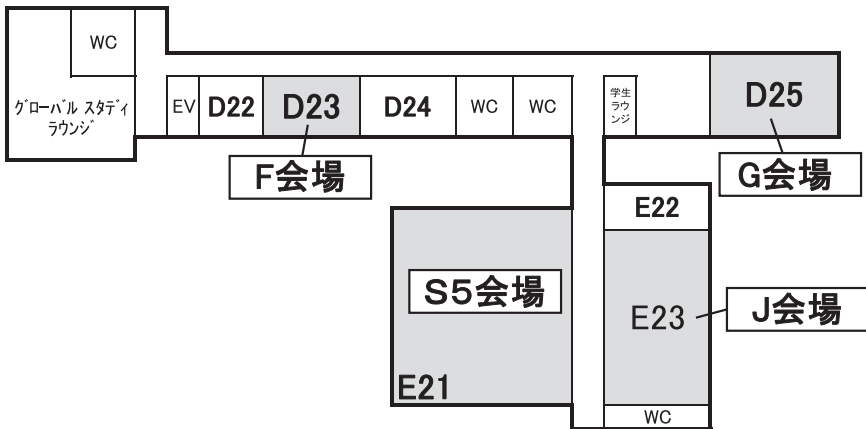 WC
グローバル スタディ
ラウンジ
EV
D22
D23
D24
WC
WC
学生
ラウ
ンジ
D25
F会場
G会場
E22
S5会場
E23
J会場
E21
WC